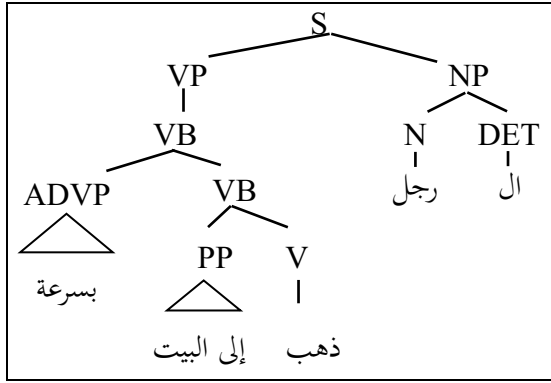 S
VP NP
VB N DET
ADVP VB رجل ال
PP V
بسرعة
إلى البيت ذهب